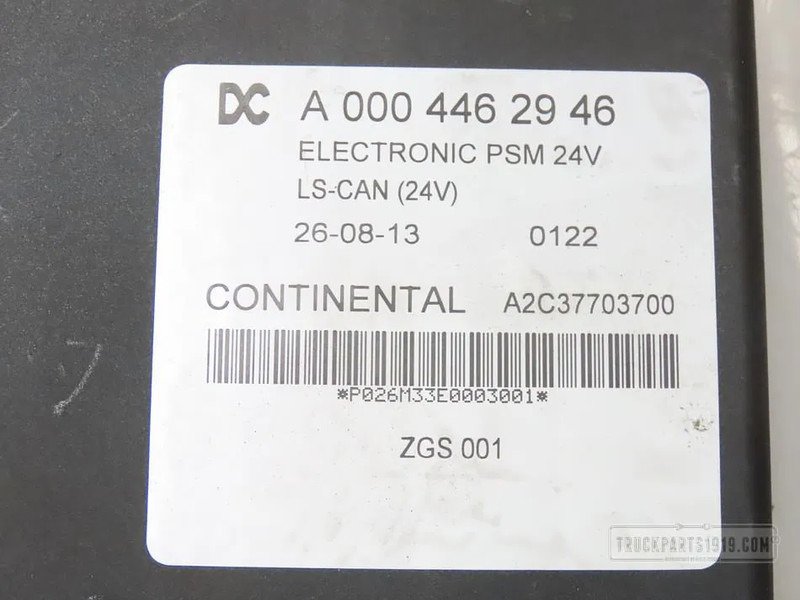 DC A 000 446 29 46
ELECTRONIC PSM 24V
LS-CAN (24V)
26-08-13 0122
CONTINENTAL A2C37703700
*P026M33E0003001*
ZGS 001
TRUCKPARTS1919.COM